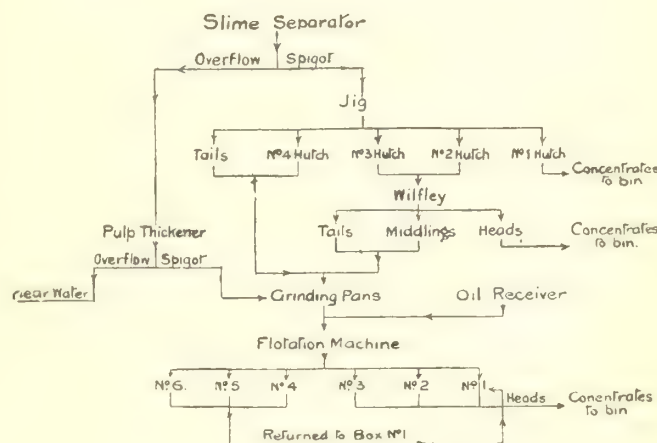 Slime Separator
Overflow Spigot
Jig
Tails Nº4 Hutch Nº3 Hutch Nº2 Hutch Nº1 Hutch
Concentrates
to bin
Wilfley
Pulp Thickener
Tails Middlings Heads
Concentrates
to bin.
Overflow Spigot
Clear Water
Grinding Pans
Oil Receiver
Flotation Machine
Nº6. Nº5 Nº4 Nº3 Nº2 Nº1
Heads
Conentrates
to bin
Returned to Box Nº1